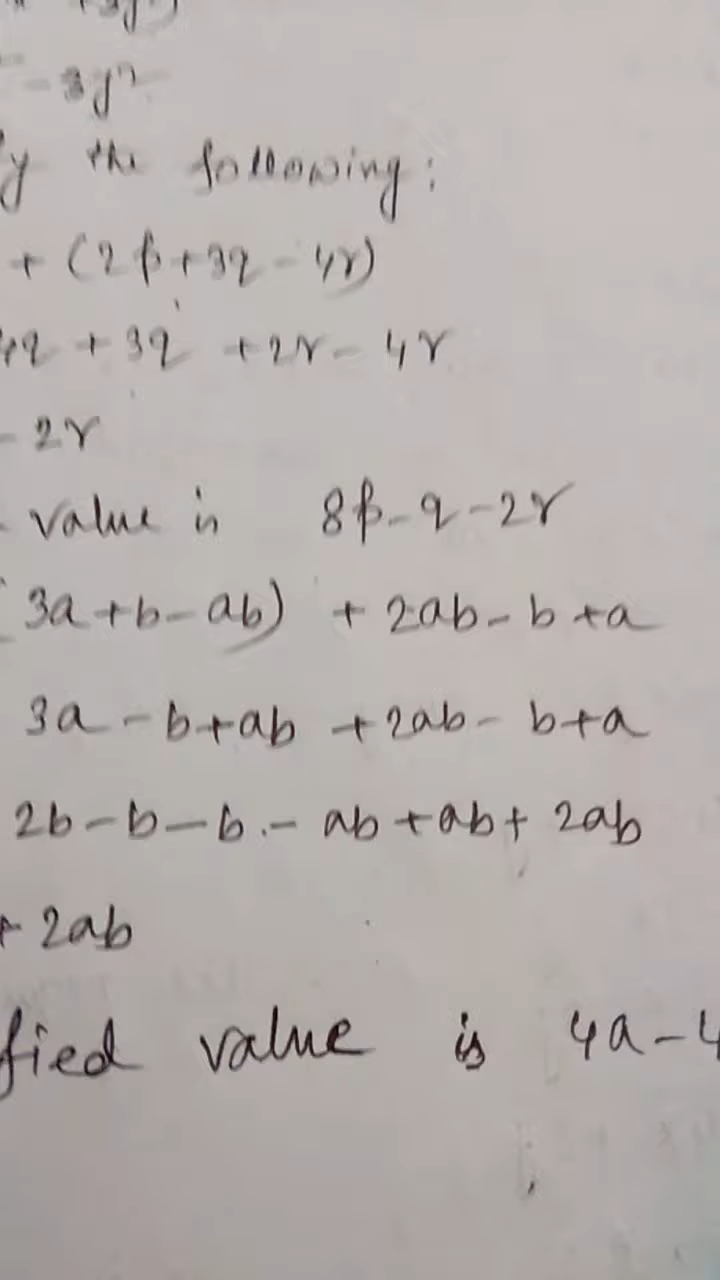 - 3y²
the following:
+ (2p+3q - 4r)
4q + 3q + 2r - 4r
- 2r
value is 8p - q - 2r
3a + b - ab) + 2ab - b + a
3a - b + ab + 2ab - b + a
2b - b - b - ab + ab + 2ab
+ 2ab
fied value is 4a - 4